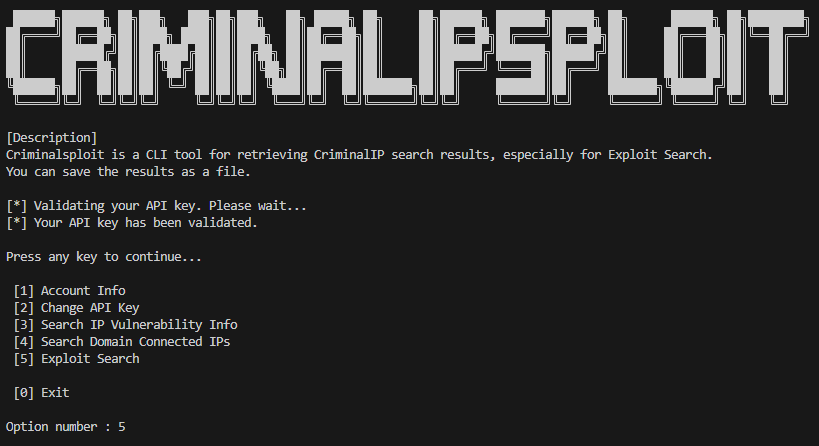 CRIMINALIPSPLOIT
[Description]
Criminalsploit is a CLI tool for retrieving CriminalIP search results, especially for Exploit Search.
You can save the results as a file.
[*] Validating your API key. Please wait...
[*] Your API key has been validated.
Press any key to continue...
[1] Account Info
[2] Change API Key
[3] Search IP Vulnerability Info
[4] Search Domain Connected IPs
[5] Exploit Search
[0] Exit
Option number : 5